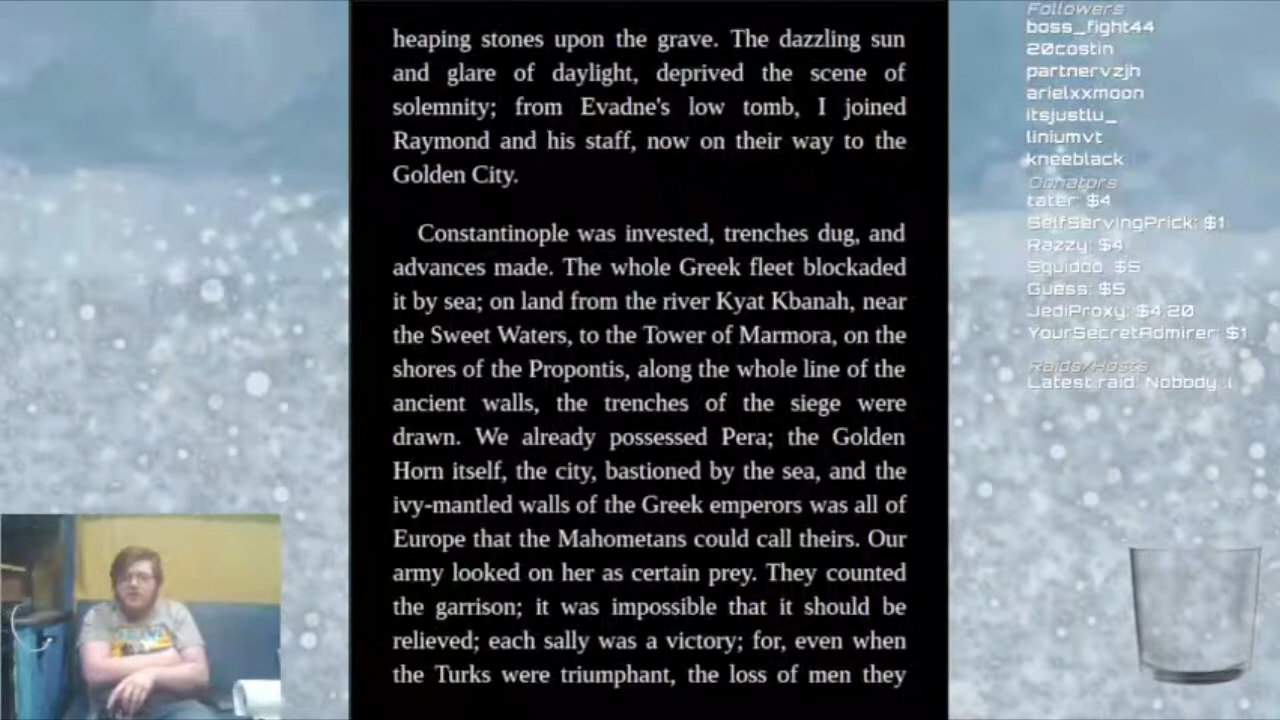 heaping stones upon the grave. The dazzling sun
and glare of daylight, deprived the scene of
solemnity; from Evadne's low tomb, I joined
Raymond and his staff, now on their way to the
Golden City.
Constantinople was invested, trenches dug, and
advances made. The whole Greek fleet blockaded
it by sea; on land from the river Kyat Kbanah, near
the Sweet Waters, to the Tower of Marmora, on the
shores of the Propontis, along the whole line of the
ancient walls, the trenches of the siege were
drawn. We already possessed Pera; the Golden
Horn itself, the city, bastioned by the sea, and the
ivy-mantled walls of the Greek emperors was all of
Europe that the Mahometans could call theirs. Our
army looked on her as certain prey. They counted
the garrison; it was impossible that it should be
relieved; each sally was a victory; for, even when
the Turks were triumphant, the loss of men they
Followers
boss_fight44
20costin
partnervzjh
arielxxmoon
itsjustlu_
liniumvt
kneeblack
Donators
tater: $4
SelfServingPrick: $1
Razzy: $4
Squiddo: $5
Guess: $5
JediProxy: $4.20
YourSecretAdmirer: $1
Raids/Hosts
Latest raid: Nobody :(